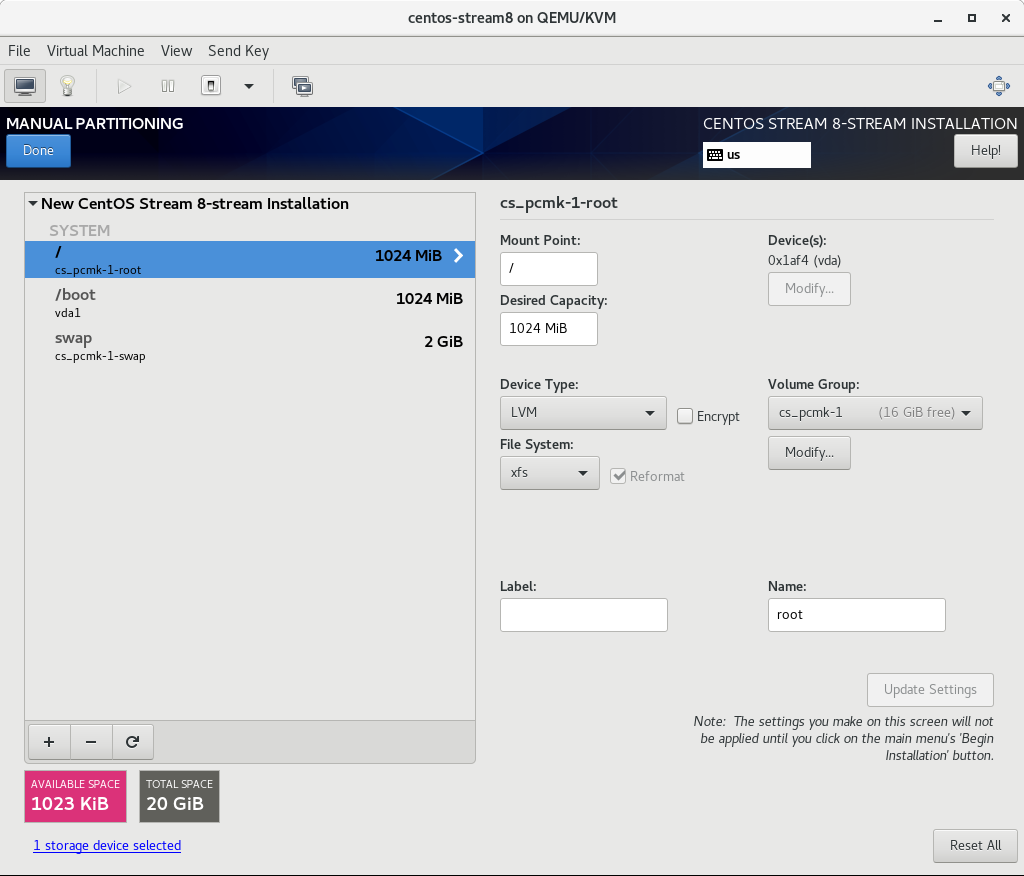 centos-stream8 on QEMU/KVM
File Virtual Machine View Send Key
MANUAL PARTITIONING
Done
CENTOS STREAM 8-STREAM INSTALLATION
us
Help!
New CentOS Stream 8-stream Installation
SYSTEM
/ 1024 MiB
cs_pcmk-1-root
/boot 1024 MiB
vda1
swap 2 GiB
cs_pcmk-1-swap
+ −
AVAILABLE SPACE
1023 KiB
TOTAL SPACE
20 GiB
1 storage device selected
cs_pcmk-1-root
Mount Point:
/
Desired Capacity:
1024 MiB
Device(s):
0x1af4 (vda)
Modify...
Device Type:
LVM
Encrypt
File System:
xfs
Reformat
Volume Group:
cs_pcmk-1 (16 GiB free)
Modify...
Label:
Name:
root
Update Settings
Note: The settings you make on this screen will not
be applied until you click on the main menu's 'Begin
Installation' button.
Reset All